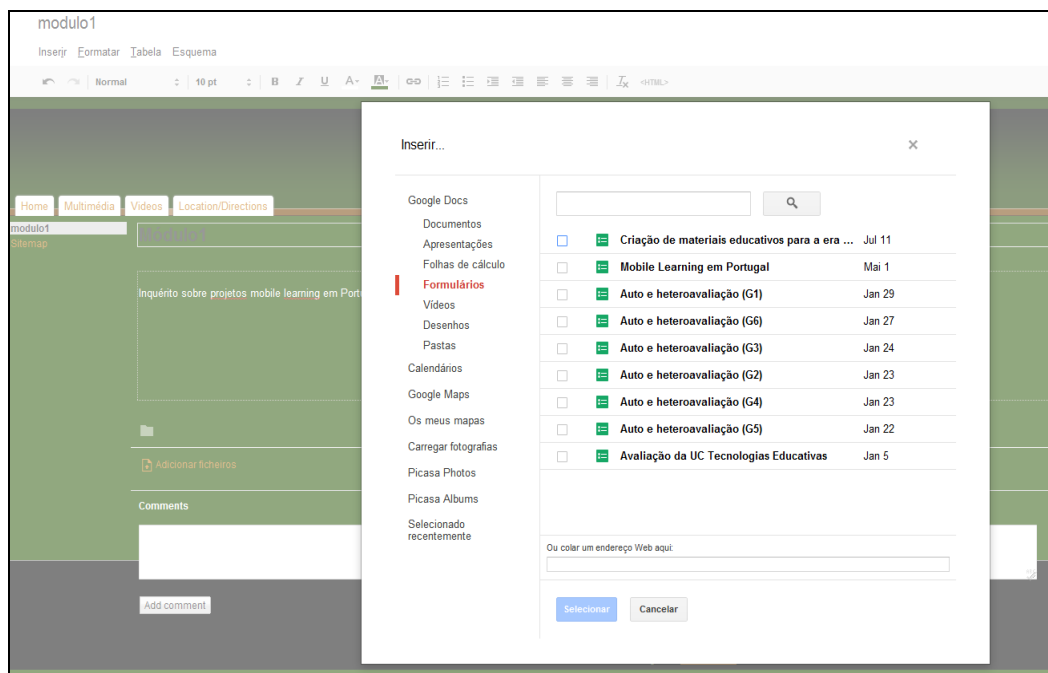 modulo1
Inserir Formatar Tabela Esquema
Normal 10 pt B I U A A <HTML>
Home Multimédia Videos Location/Directions
modulo1
Sitemap
Modulo1
Inquérito sobre projetos mobile learning em Port
Adicionar ficheiros
Comments
Add comment
Inserir...
Google Docs
Documentos
Apresentações
Folhas de cálculo
Formulários
Vídeos
Desenhos
Pastas
Calendários
Google Maps
Os meus mapas
Carregar fotografias
Picasa Photos
Picasa Albums
Selecionado
recentemente
Criação de materiais educativos para a era ... Jul 11
Mobile Learning em Portugal Mai 1
Auto e heteroavaliação (G1) Jan 29
Auto e heteroavaliação (G6) Jan 27
Auto e heteroavaliação (G3) Jan 24
Auto e heteroavaliação (G2) Jan 23
Auto e heteroavaliação (G4) Jan 23
Auto e heteroavaliação (G5) Jan 22
Avaliação da UC Tecnologias Educativas Jan 5
Ou colar um endereço Web aqui:
Selecionar Cancelar